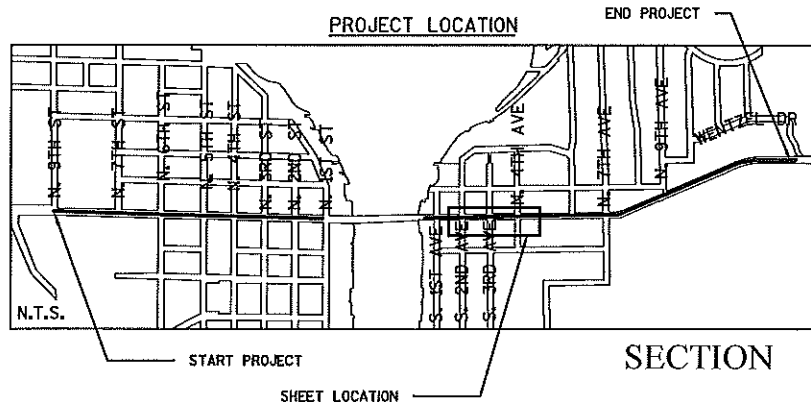 END PROJECT
PROJECT LOCATION
N. 9TH ST
N. 7TH ST
N. 6TH ST
N. 5TH ST
N. 4TH ST
N. 3RD ST
N. 2ND ST
N. 1ST ST
S. 1ST AVE
S. 2ND AVE
S. 3RD AVE
N. 4TH AVE
N. 7TH AVE
N. 9TH AVE
WENTZEL DR
N.T.S.
START PROJECT
SECTION
SHEET LOCATION